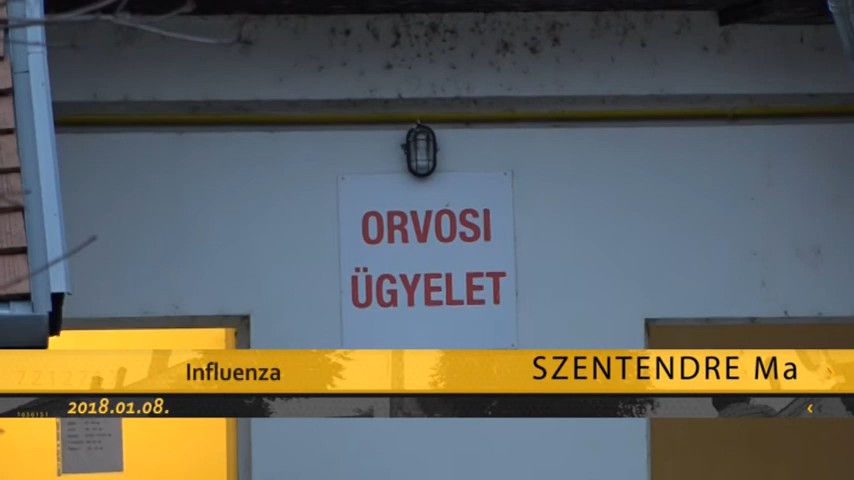 ORVOSI
ÜGYELET
Influenza
SZENTENDRE Ma
2018.01.08.